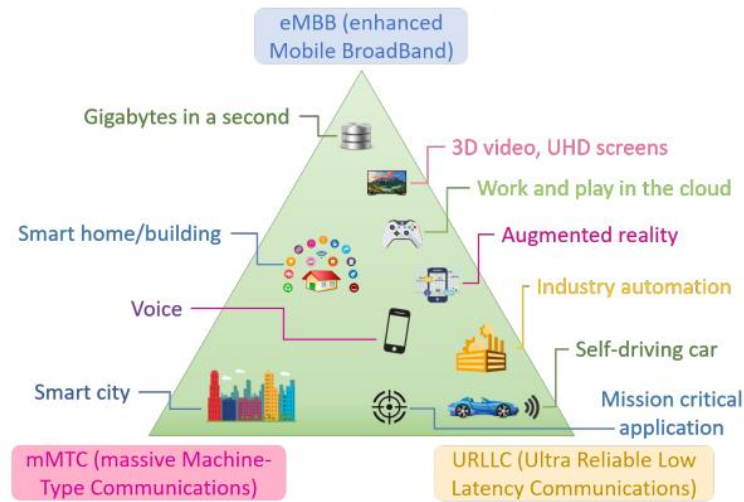 eMBB (enhanced
Mobile BroadBand)
Gigabytes in a second
3D video, UHD screens
Work and play in the cloud
Smart home/building
Augmented reality
Industry automation
Voice
Self-driving car
Smart city
Mission critical
application
mMTC (massive Machine-
Type Communications)
URLLC (Ultra Reliable Low
Latency Communications)